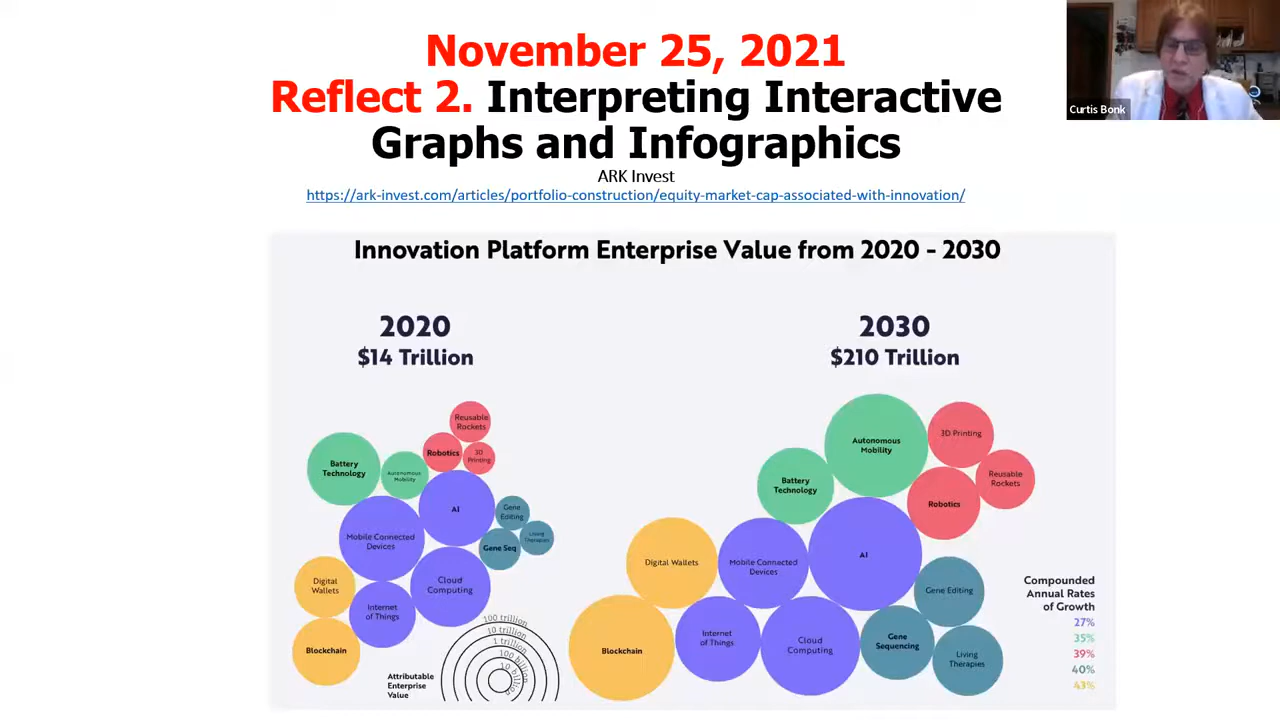 November 25, 2021
Reflect 2. Interpreting Interactive
Graphs and Infographics
ARK Invest
https://ark-invest.com/articles/portfolio-construction/equity-market-cap-associated-with-innovation/
Curtis Bonk
Innovation Platform Enterprise Value from 2020 - 2030
2020
$14 Trillion
Reusable
Rockets
Robotics
3D
Printing
Battery
Technology
Autonomous
Mobility
AI
Gene
Editing
Living
Therapies
Gene Seq
Mobile Connected
Devices
Cloud
Computing
Digital
Wallets
Internet
of Things
Blockchain
100 trillion
10 trillion
1 trillion
100 billion
10 billion
Attributable
Enterprise
Value
2030
$210 Trillion
Autonomous
Mobility
3D Printing
Reusable
Rockets
Robotics
Battery
Technology
AI
Digital Wallets
Mobile Connected
Devices
Gene Editing
Blockchain
Internet
of Things
Cloud
Computing
Gene
Sequencing
Living
Therapies
Compounded
Annual Rates
of Growth
27%
35%
39%
40%
43%